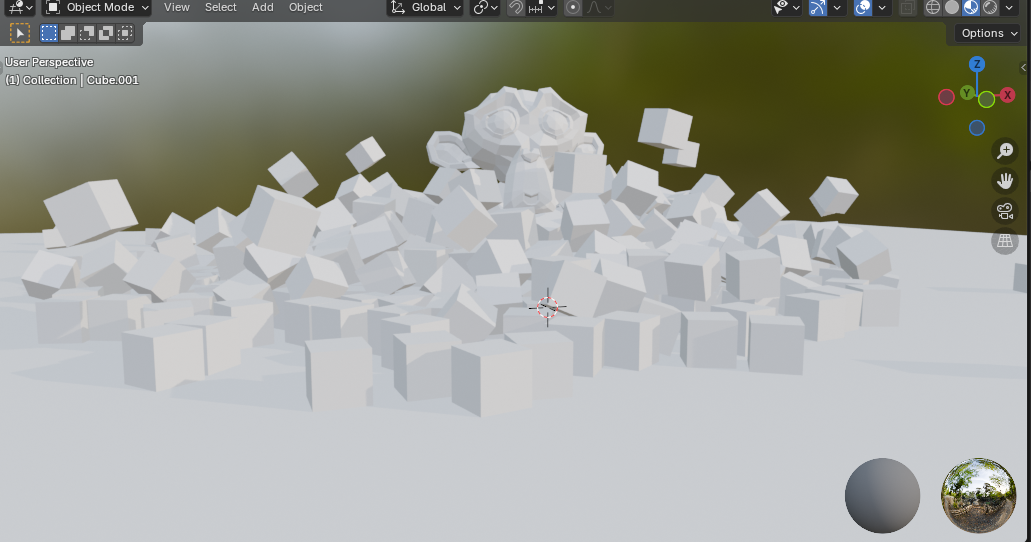 Object Mode View Select Add Object Global
Options
User Perspective
(1) Collection | Cube.001
Z
Y
X